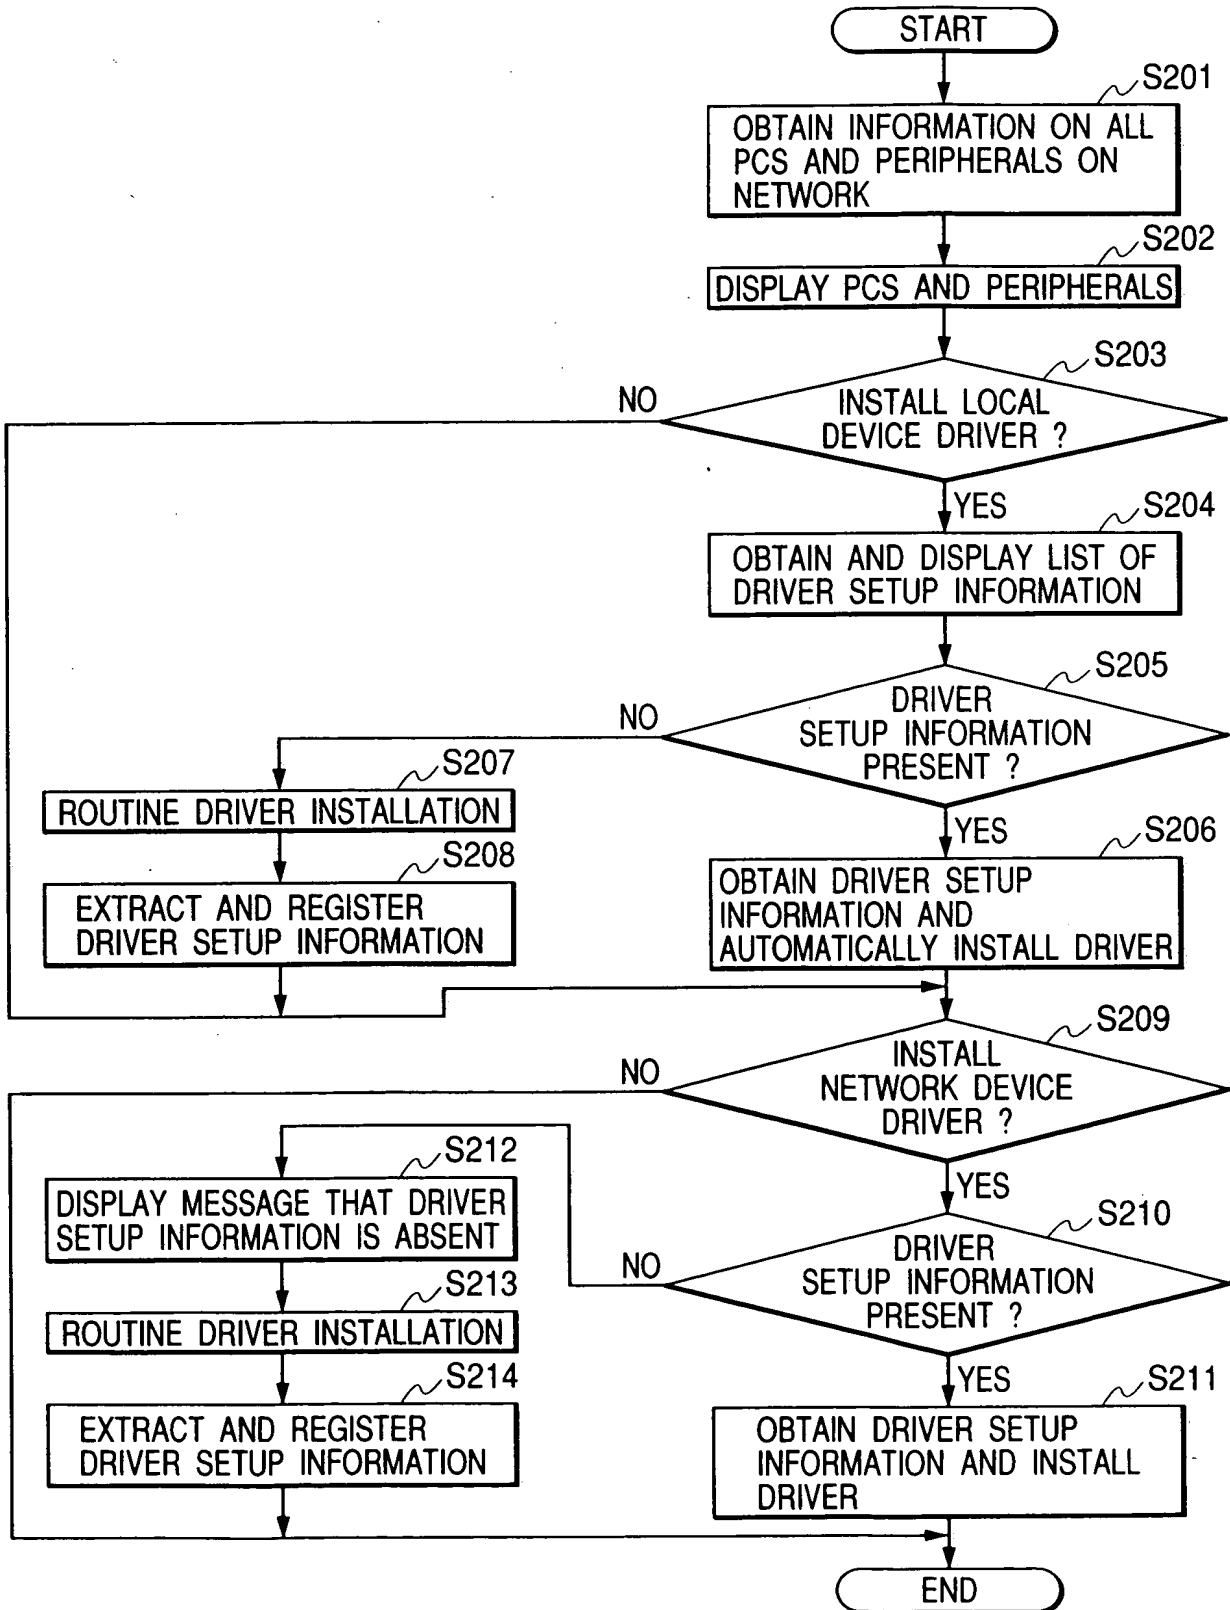 START
S201
OBTAIN INFORMATION ON ALL
PCS AND PERIPHERALS ON
NETWORK
S202
DISPLAY PCS AND PERIPHERALS
S203
NO
INSTALL LOCAL
DEVICE DRIVER ?
YES
S204
OBTAIN AND DISPLAY LIST OF
DRIVER SETUP INFORMATION
S205
NO
DRIVER
SETUP INFORMATION
PRESENT ?
S207
ROUTINE DRIVER INSTALLATION
YES
S206
S208
EXTRACT AND REGISTER
DRIVER SETUP INFORMATION
OBTAIN DRIVER SETUP
INFORMATION AND
AUTOMATICALLY INSTALL DRIVER
S209
NO
INSTALL
NETWORK DEVICE
DRIVER ?
S212
DISPLAY MESSAGE THAT DRIVER
SETUP INFORMATION IS ABSENT
YES
S210
NO
DRIVER
SETUP INFORMATION
PRESENT ?
S213
ROUTINE DRIVER INSTALLATION
S214
EXTRACT AND REGISTER
DRIVER SETUP INFORMATION
YES
S211
OBTAIN DRIVER SETUP
INFORMATION AND INSTALL
DRIVER
END